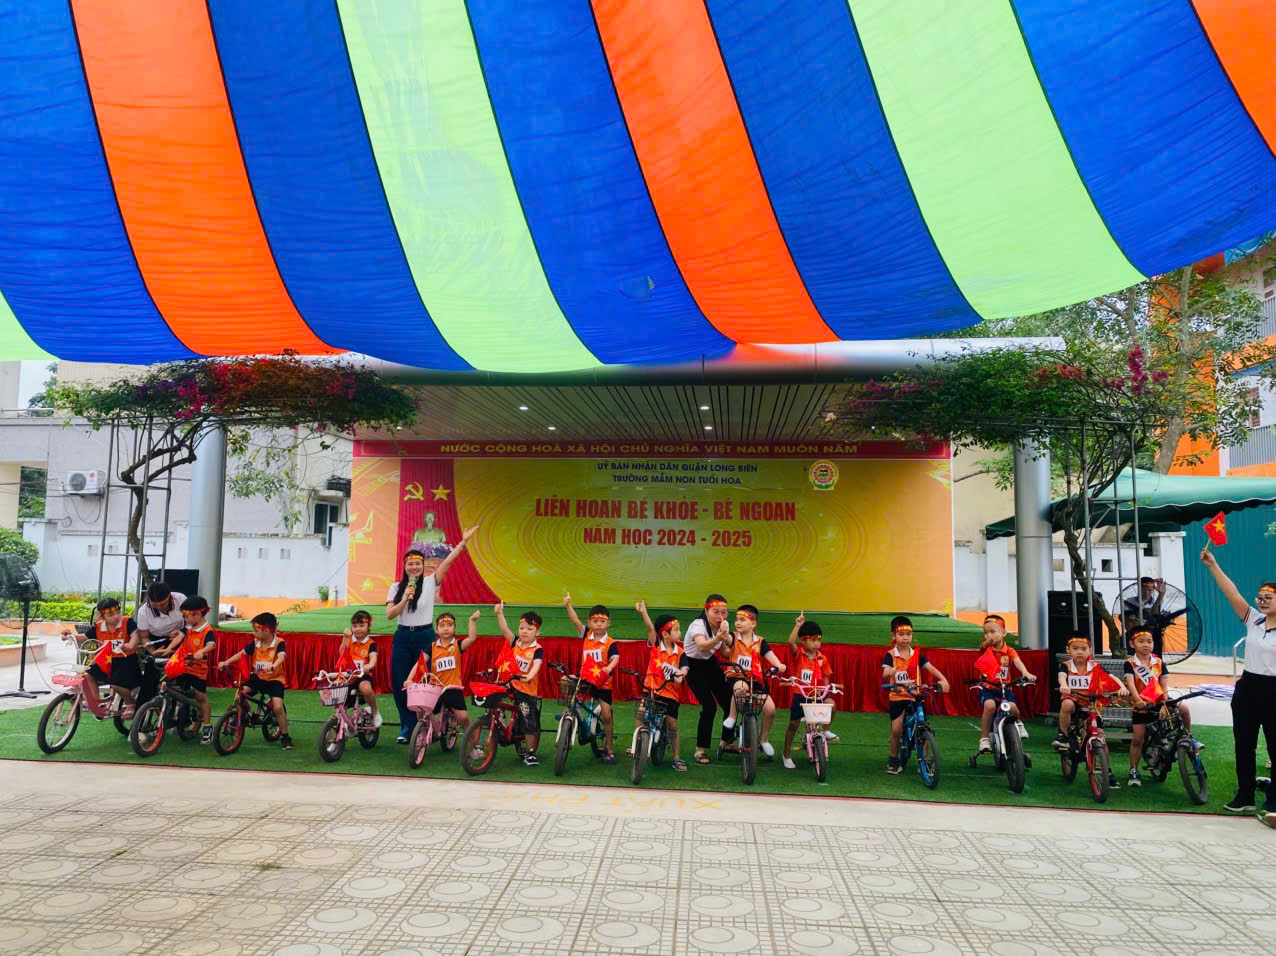 NƯỚC CỘNG HOÀ XÃ HỘI CHỦ NGHĨA VIỆT NAM MUÔN NĂM
UỶ BAN NHÂN DÂN QUẬN LONG BIÊN
TRƯỜNG MẦM NON TUỔI HOA
LIÊN HOAN BÉ KHỎE - BÉ NGOAN
NĂM HỌC 2024 - 2025
010
013
XUẤT PHÁT